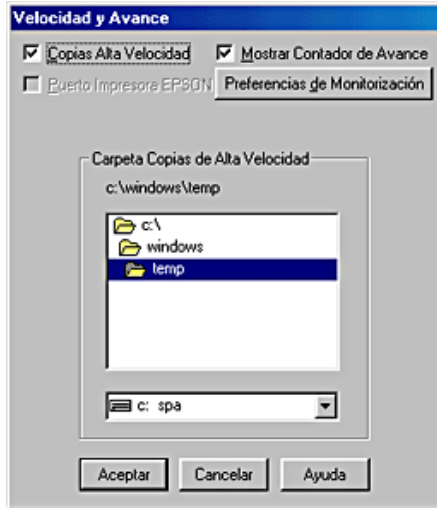 Velocidad y Avance
Copias Alta Velocidad
Mostrar Contador de Avance
Puerto Impresora EPSON
Preferencias de Monitorización
Carpeta Copias de Alta Velocidad
c:\windows\temp
c:\
windows
temp
c: spa
Aceptar Cancelar Ayuda